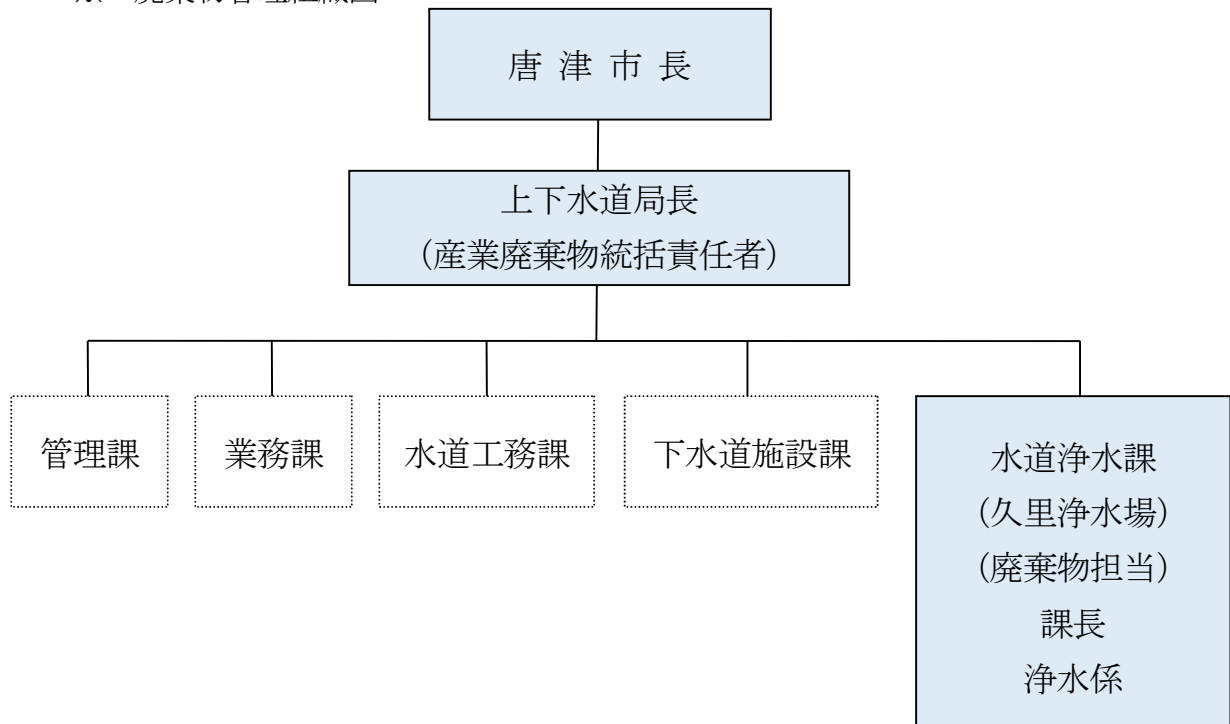 廃棄物管理組織図
唐津市長
上下水道局長
(産業廃棄物統括責任者)
管理課
業務課
水道工務課
下水道施設課
水道浄水課
(久里浄水場)
(廃棄物担当)
課長
浄水係